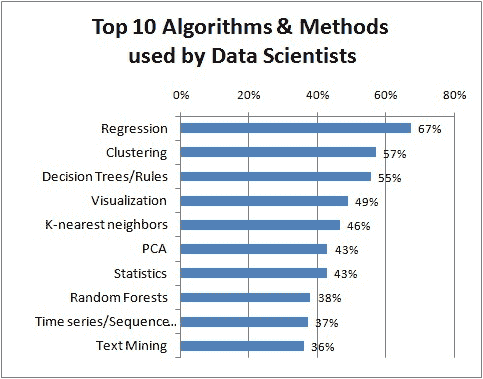 Top 10 Algorithms & Methods
used by Data Scientists
0% 20% 40% 60% 80%
Regression 67%
Clustering 57%
Decision Trees/Rules 55%
Visualization 49%
K-nearest neighbors 46%
PCA 43%
Statistics 43%
Random Forests 38%
Time series/Sequence... 37%
Text Mining 36%